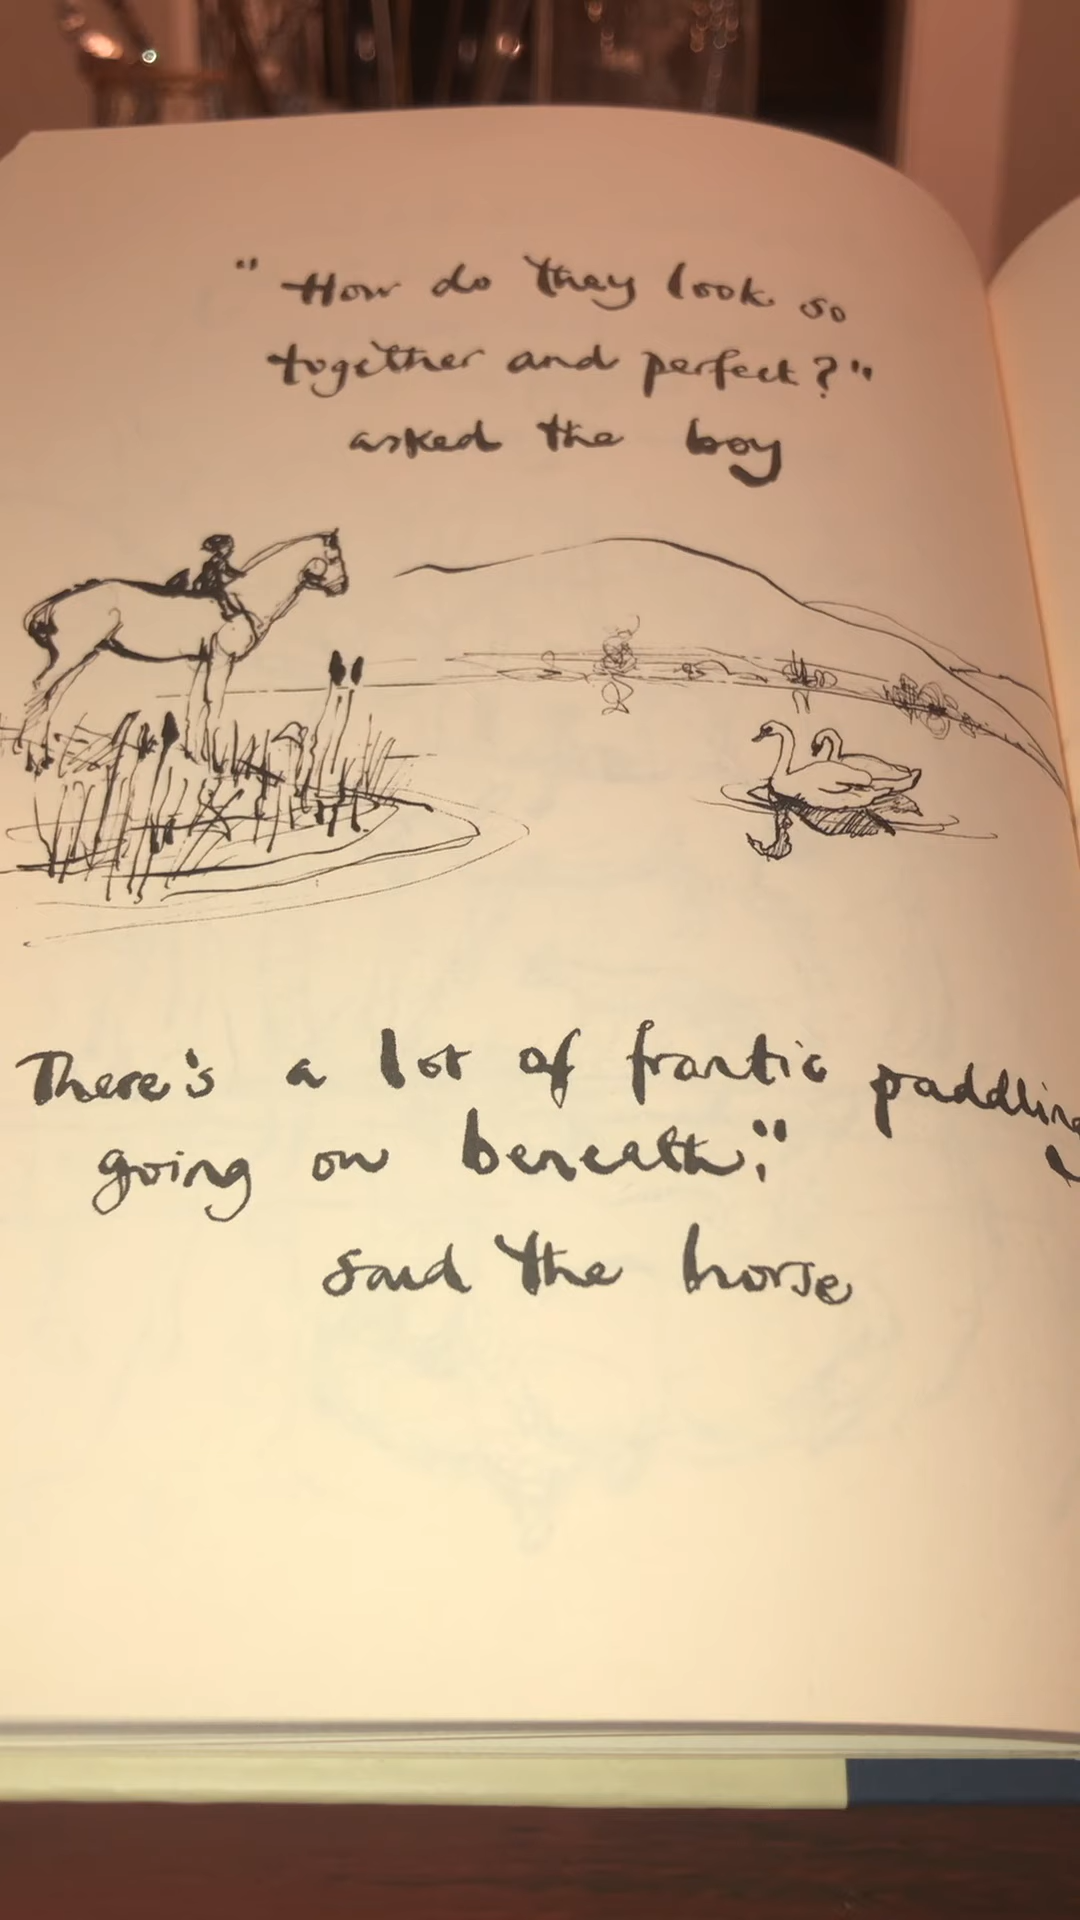 "How do they look so
together and perfect?"
asked the boy
There's a lot of frantic paddling
going on beneath."
said the horse